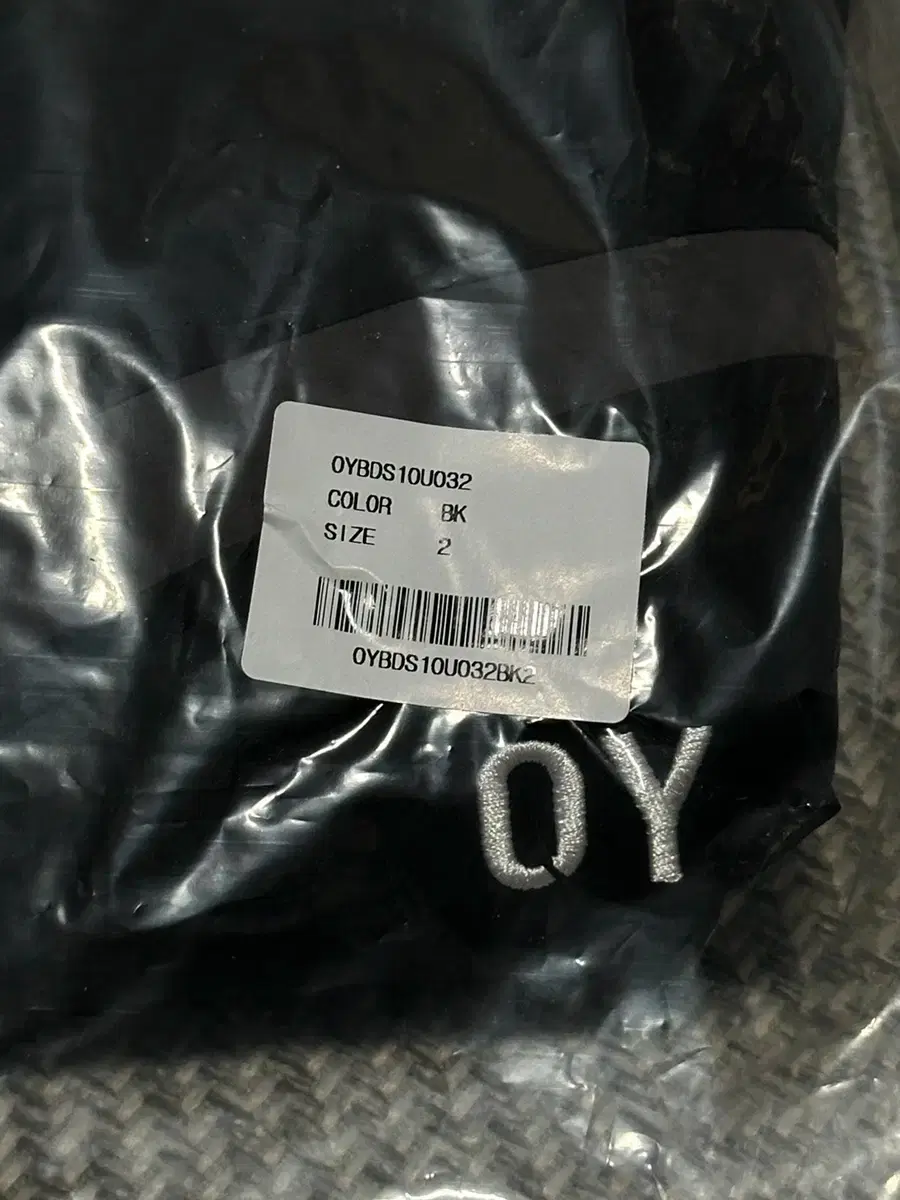 OYBDS10U032
COLOR BK
SIZE 2
OYBDS10U032BK2
OY